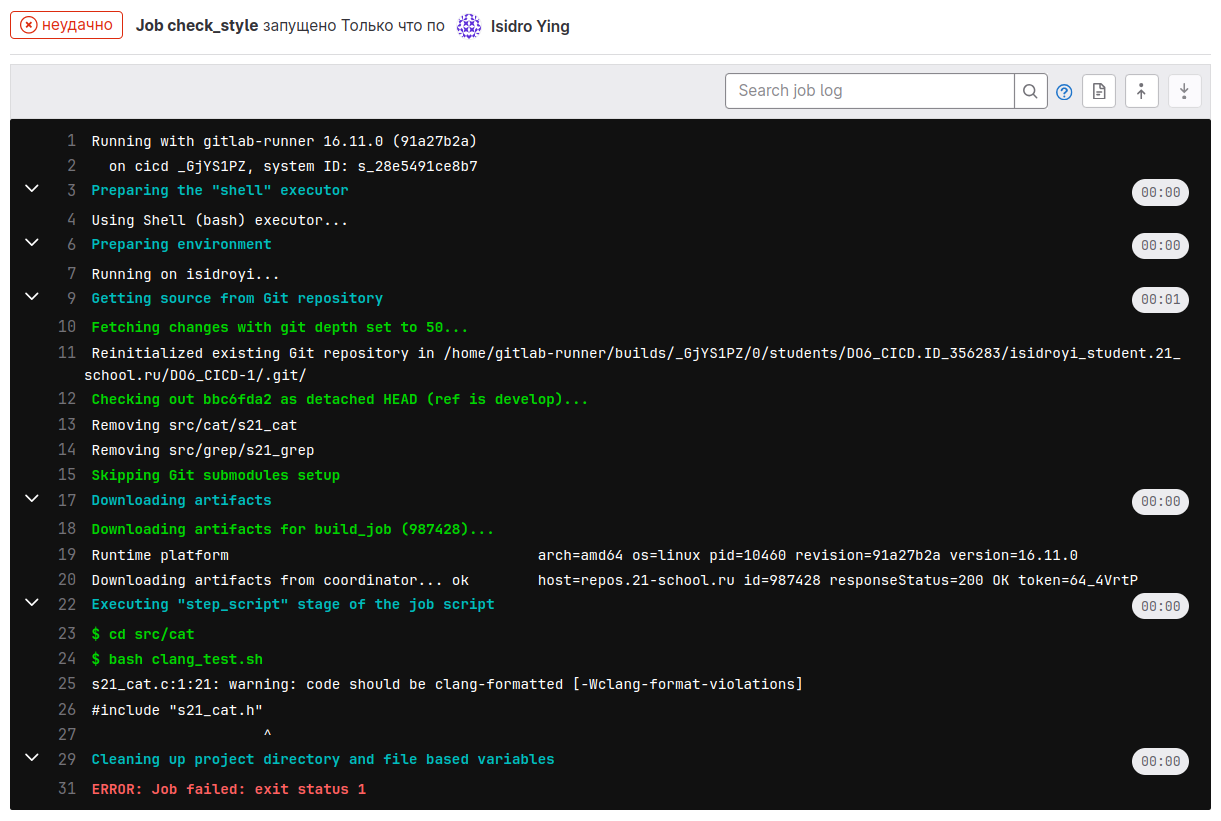 неудачно Job check_style запущено Только что по Isidro Ying
Search job log
1 Running with gitlab-runner 16.11.0 (91a27b2a)
2 on cicd _GjYS1PZ, system ID: s_28e5491ce8b7
3 Preparing the "shell" executor 00:00
4 Using Shell (bash) executor...
6 Preparing environment 00:00
7 Running on isidroyi...
9 Getting source from Git repository 00:01
10 Fetching changes with git depth set to 50...
11 Reinitialized existing Git repository in /home/gitlab-runner/builds/_GjYS1PZ/0/students/DO6_CICD.ID_356283/isidroyi_student.21_
school.ru/DO6_CICD-1/.git/
12 Checking out bbc6fda2 as detached HEAD (ref is develop)...
13 Removing src/cat/s21_cat
14 Removing src/grep/s21_grep
15 Skipping Git submodules setup
17 Downloading artifacts 00:00
18 Downloading artifacts for build_job (987428)...
19 Runtime platform arch=amd64 os=linux pid=10460 revision=91a27b2a version=16.11.0
20 Downloading artifacts from coordinator... ok host=repos.21-school.ru id=987428 responseStatus=200 OK token=64_4VrtP
22 Executing "step_script" stage of the job script 00:00
23 $ cd src/cat
24 $ bash clang_test.sh
25 s21_cat.c:1:21: warning: code should be clang-formatted [-Wclang-format-violations]
26 #include "s21_cat.h"
27 ^
29 Cleaning up project directory and file based variables 00:00
31 ERROR: Job failed: exit status 1